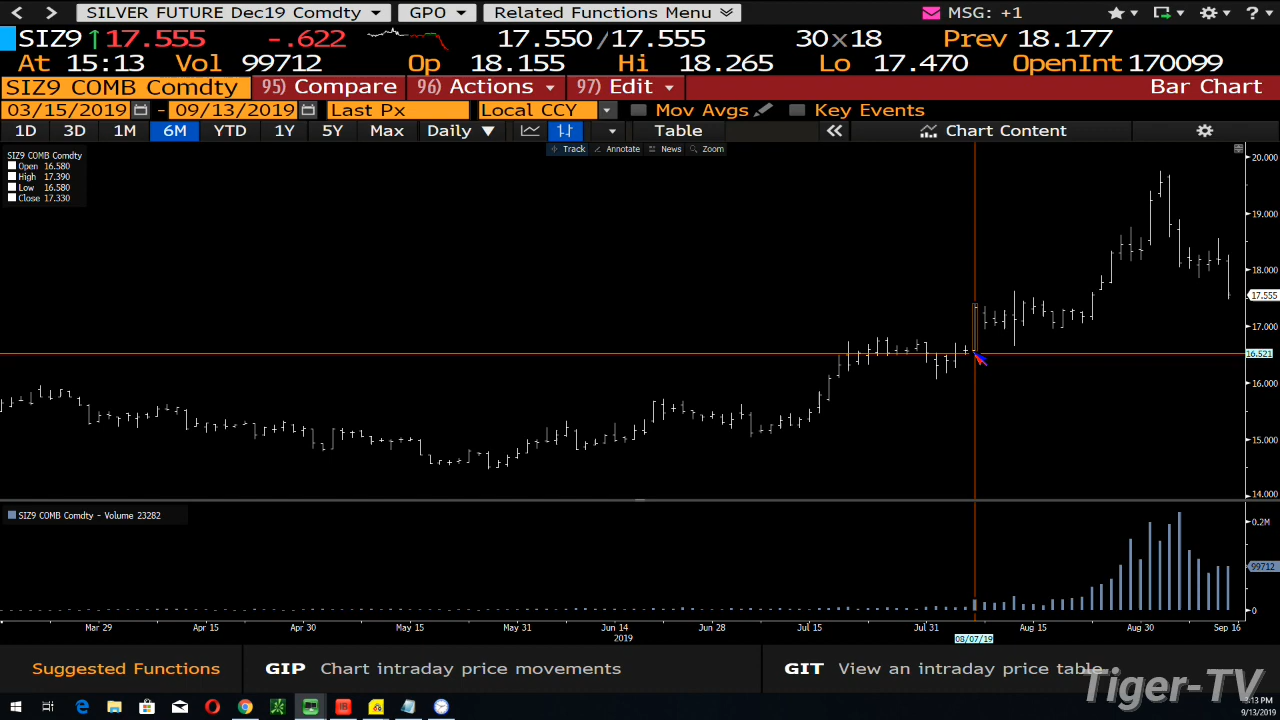 SILVER FUTURE Dec19 Comdty GPO Related Functions Menu MSG: +1 ?
SIZ9 ↑17.555 -.622 17.550/17.555 30x18 Prev 18.177
At 15:13 Vol 99712 Op 18.155 Hi 18.265 Lo 17.470 OpenInt 170099
SIZ9 COMB Comdty 95) Compare 96) Actions 97) Edit Bar Chart
03/15/2019 - 09/13/2019 Last Px Local CCY Mov Avgs Key Events
1D 3D 1M 6M YTD 1Y 5Y Max Daily ▼ Table « Chart Content
Track Annotate News Zoom
SIZ9 COMB Comdty
Open 16.580
High 17.390
Low 16.580
Close 17.330
20.000
19.000
18.000
17.555
17.000
16.521
16.000
15.000
14.000
SIZ9 COMB Comdty - Volume 23282
0.2M
99712
0
Mar 29 Apr 15 Apr 30 May 15 May 31 Jun 14 Jun 28 Jul 15 Jul 31 Aug 15 Aug 30 Sep 16
2019 08/07/19
Suggested Functions GIP Chart intraday price movements GIT View an intraday price table
Tiger-TV
:13 PM
9/13/2019